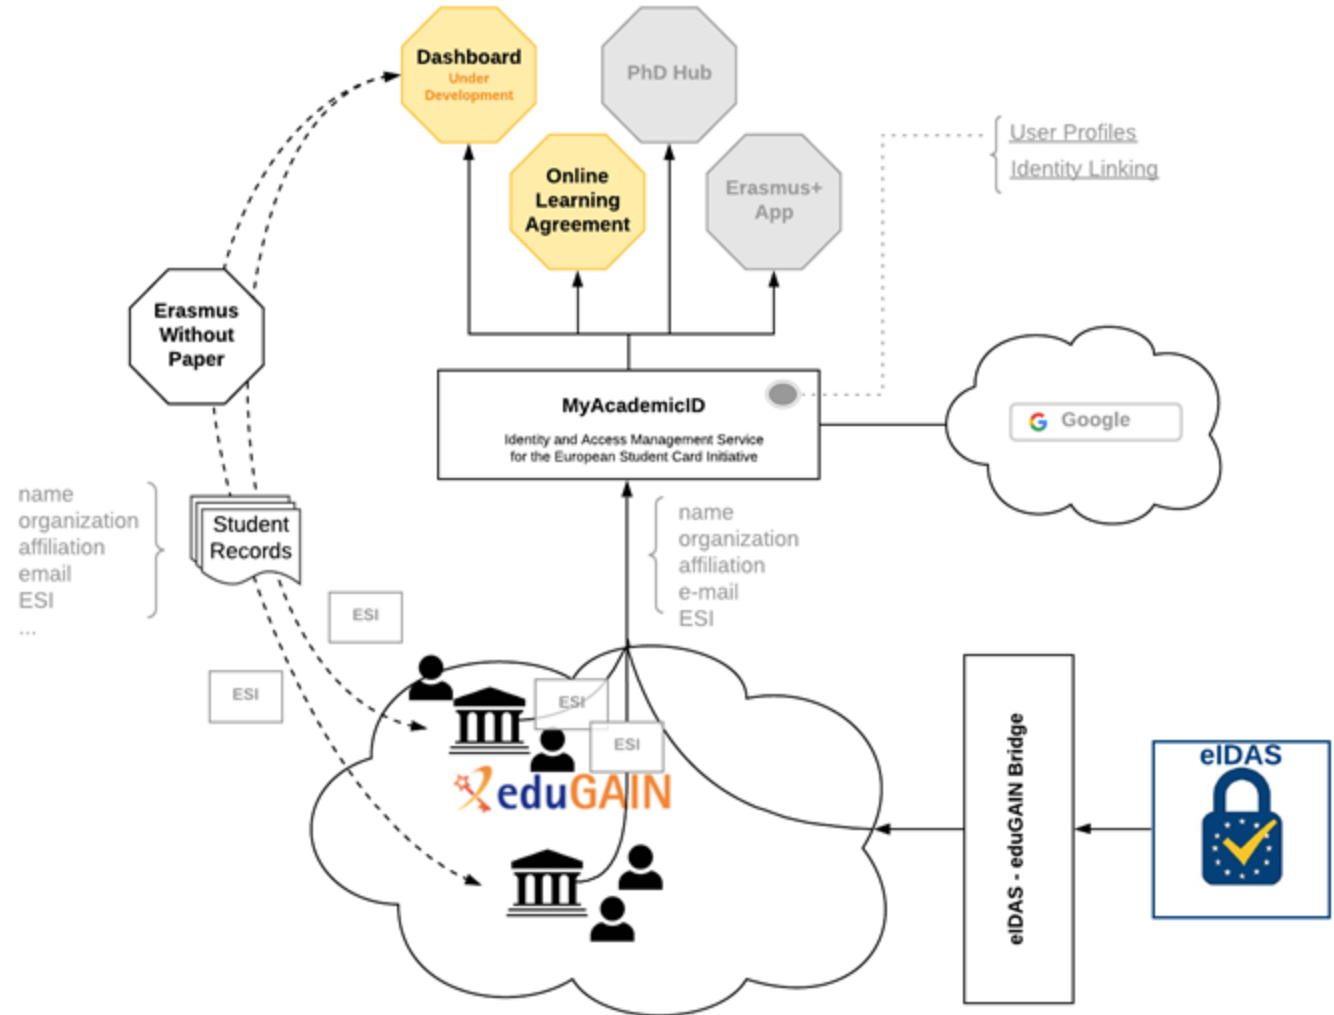 Dashboard
Under
Development
PhD Hub
User Profiles
Identity Linking
Online
Learning
Agreement
Erasmus+
App
Erasmus
Without
Paper
MyAcademicID
Identity and Access Management Service
for the European Student Card Initiative
Google
name
organization
affiliation
email
ESI
...
Student
Records
name
organization
affiliation
e-mail
ESI
ESI
ESI
ESI
ESI
eduGAIN
eIDAS - eduGAIN Bridge
eIDAS